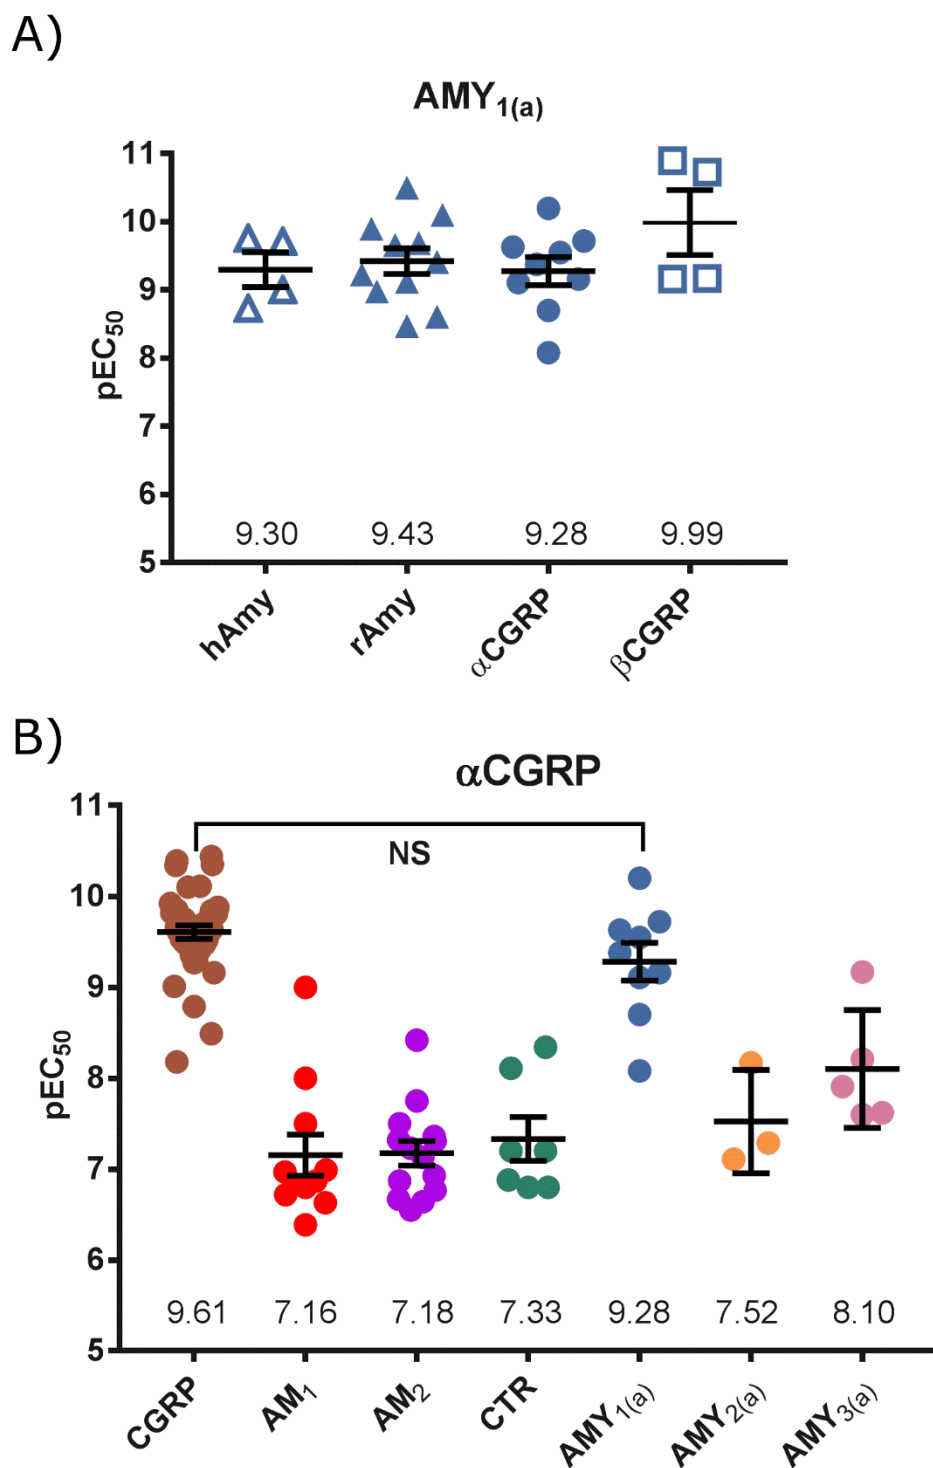 A)
AMY1(a)
11
10
9
8
7
6
5
pEC50
9.30 9.43 9.28 9.99
hAmy rAmy αCGRP βCGRP
B)
αCGRP
11
10
9
8
7
6
5
pEC50
NS
9.61 7.16 7.18 7.33 9.28 7.52 8.10
CGRP AM1 AM2 CTR AMY1(a) AMY2(a) AMY3(a)